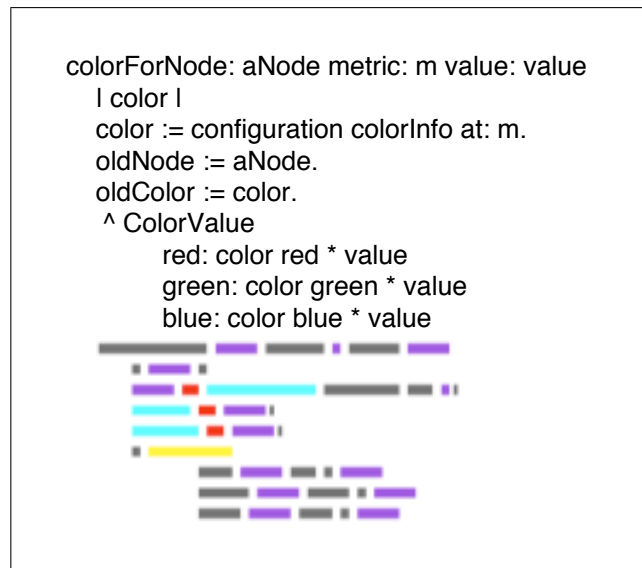 colorForNode: aNode metric: m value: value
| color |
color := configuration colorInfo at: m.
oldNode := aNode.
oldColor := color.
^ ColorValue
red: color red * value
green: color green * value
blue: color blue * value